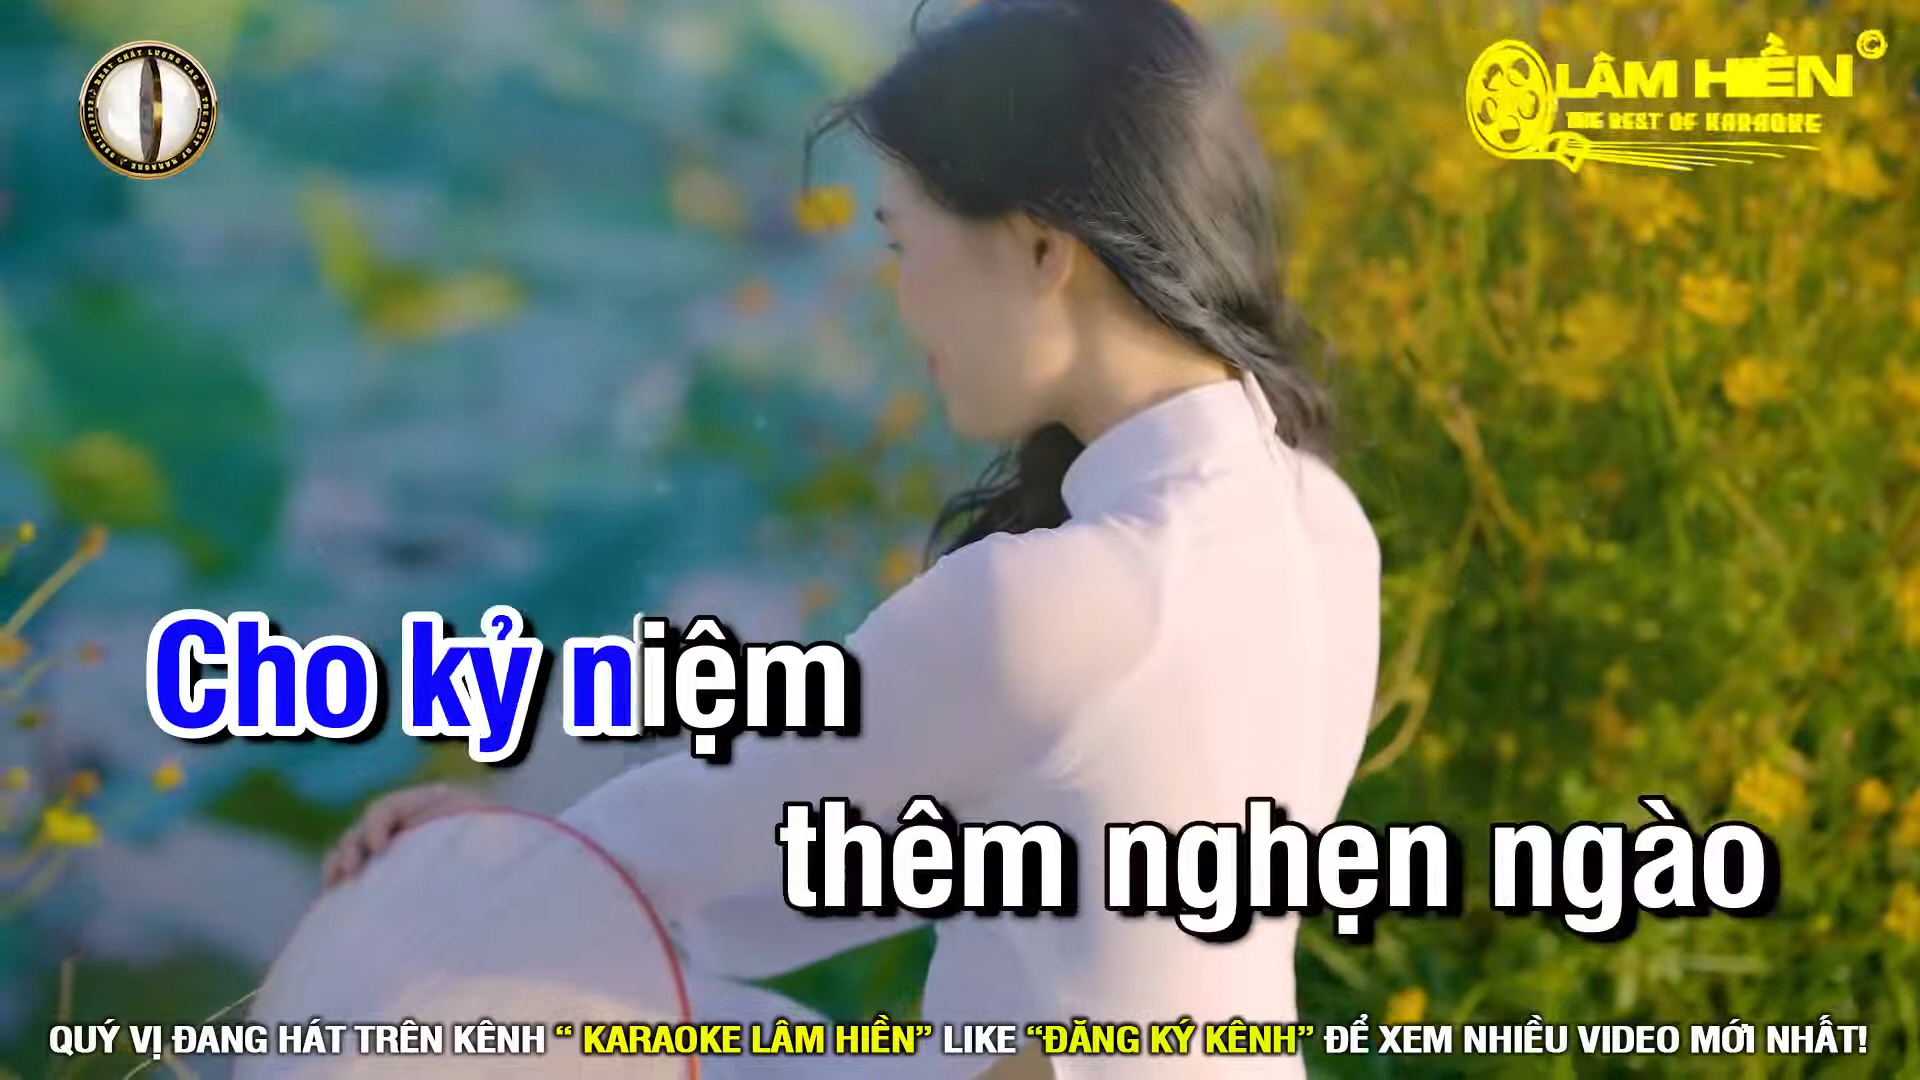 LÂM HIỀN ©
THE BEST OF KARAOKE
Cho kỷ niệm
thêm nghẹn ngào
QUÝ VỊ ĐANG HÁT TRÊN KÊNH “ KARAOKE LÂM HIỀN” LIKE “ĐĂNG KÝ KÊNH” ĐỂ XEM NHIỀU VIDEO MỚI NHẤT!